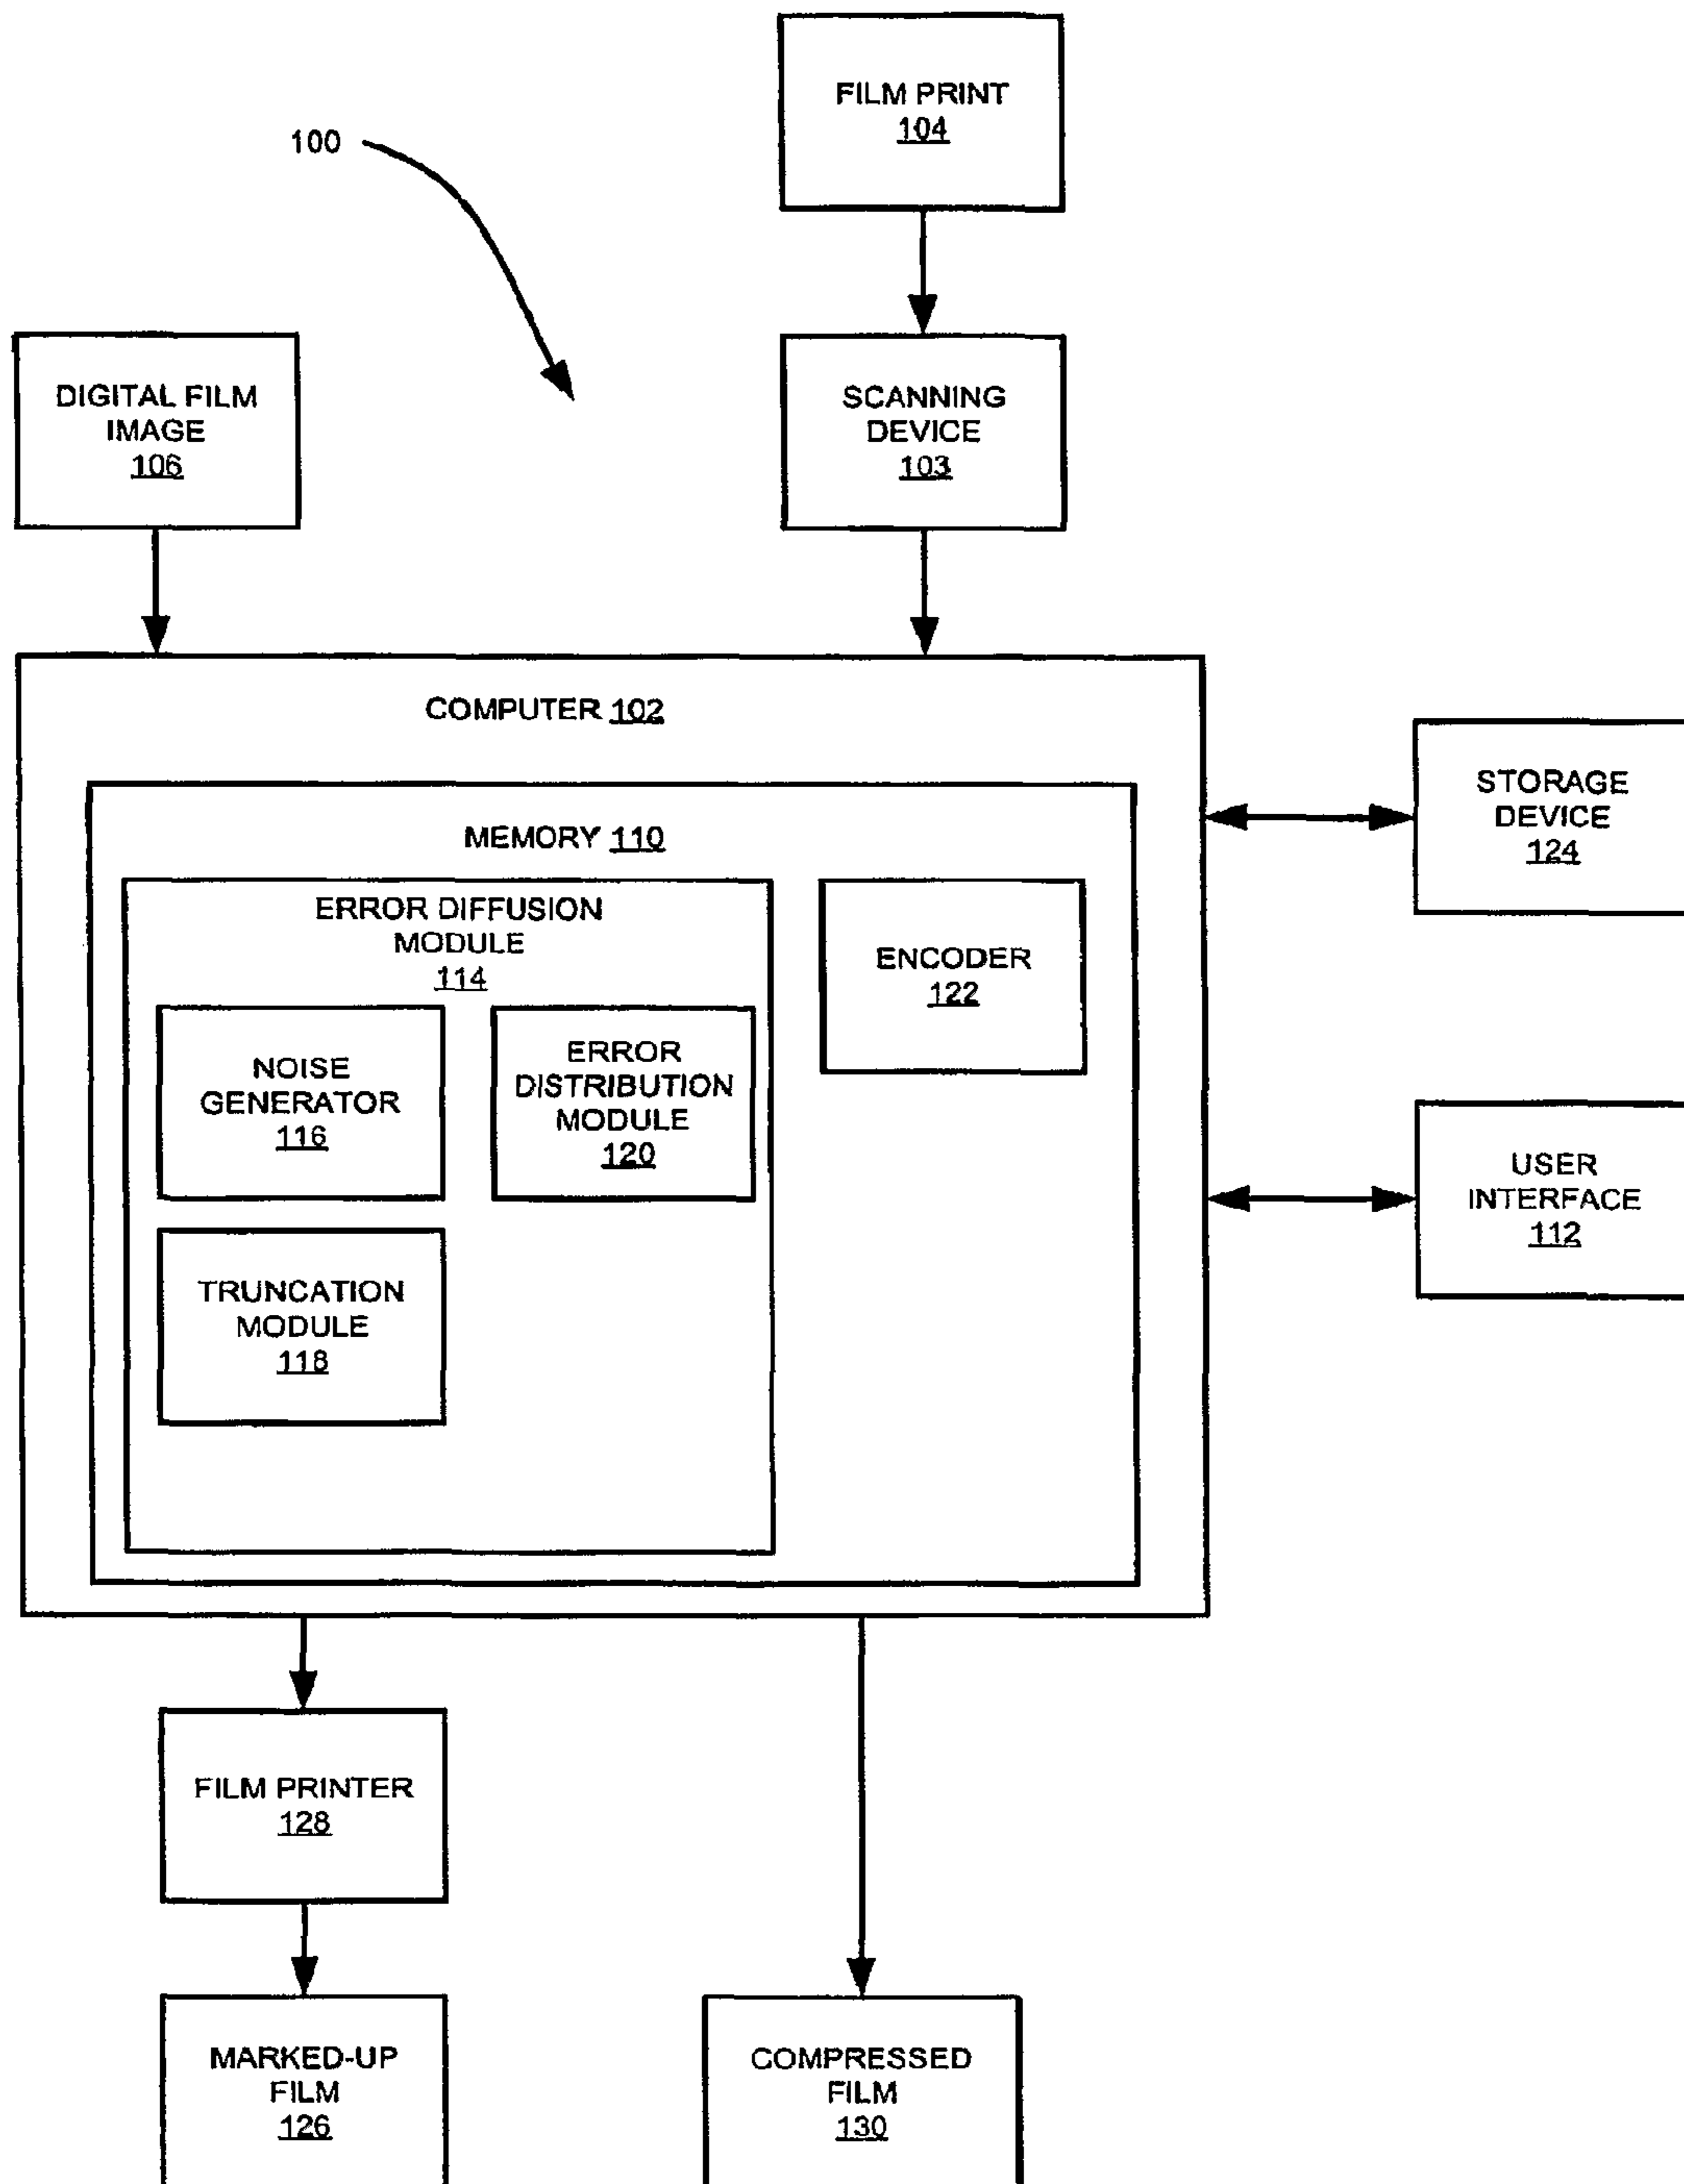 FILM PRINT
104
100
DIGITAL FILM
IMAGE
106
SCANNING
DEVICE
103
COMPUTER 102
STORAGE
DEVICE
124
MEMORY 110
ERROR DIFFUSION
MODULE
114
ENCODER
122
NOISE
GENERATOR
116
ERROR
DISTRIBUTION
MODULE
120
USER
INTERFACE
112
TRUNCATION
MODULE
118
FILM PRINTER
128
MARKED-UP
FILM
126
COMPRESSED
FILM
130